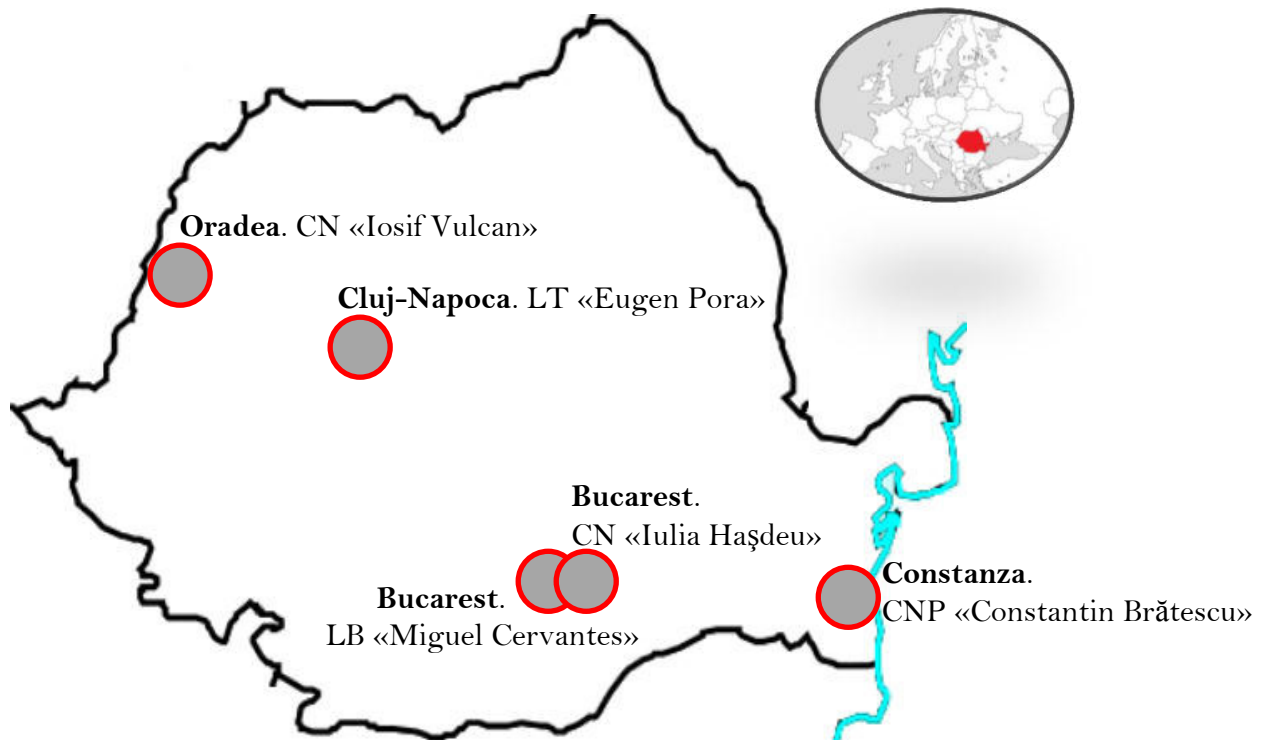 Oradea. CN «Iosif Vulcan»
Cluj-Napoca. LT «Eugen Pora»
Bucarest.
CN «Iulia Haşdeu»
Bucarest.
LB «Miguel Cervantes»
Constanza.
CNP «Constantin Brătescu»